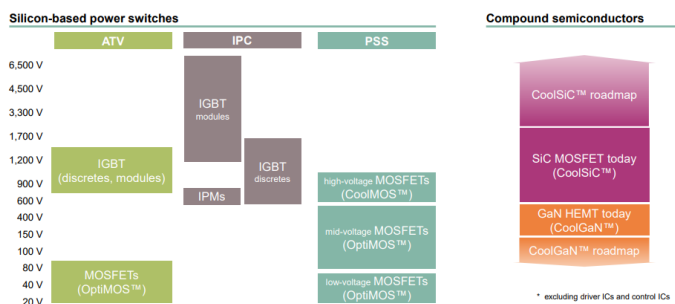 Silicon-based power switches
Compound semiconductors
ATV
IPC
PSS
6,500 V
4,500 V
3,300 V
1,700 V
1,200 V
900 V
600 V
400 V
150 V
100 V
80 V
40 V
20 V
IGBT
(discretes, modules)
MOSFETs
(OptiMOS™)
IGBT
modules
IPMs
IGBT
discretes
high-voltage MOSFETs
(CoolMOS™)
mid-voltage MOSFETs
(OptiMOS™)
low-voltage MOSFETs
(OptiMOS™)
CoolSiC™ roadmap
SiC MOSFET today
(CoolSiC™)
GaN HEMT today
(CoolGaN™)
CoolGaN™ roadmap
* excluding driver ICs and control ICs